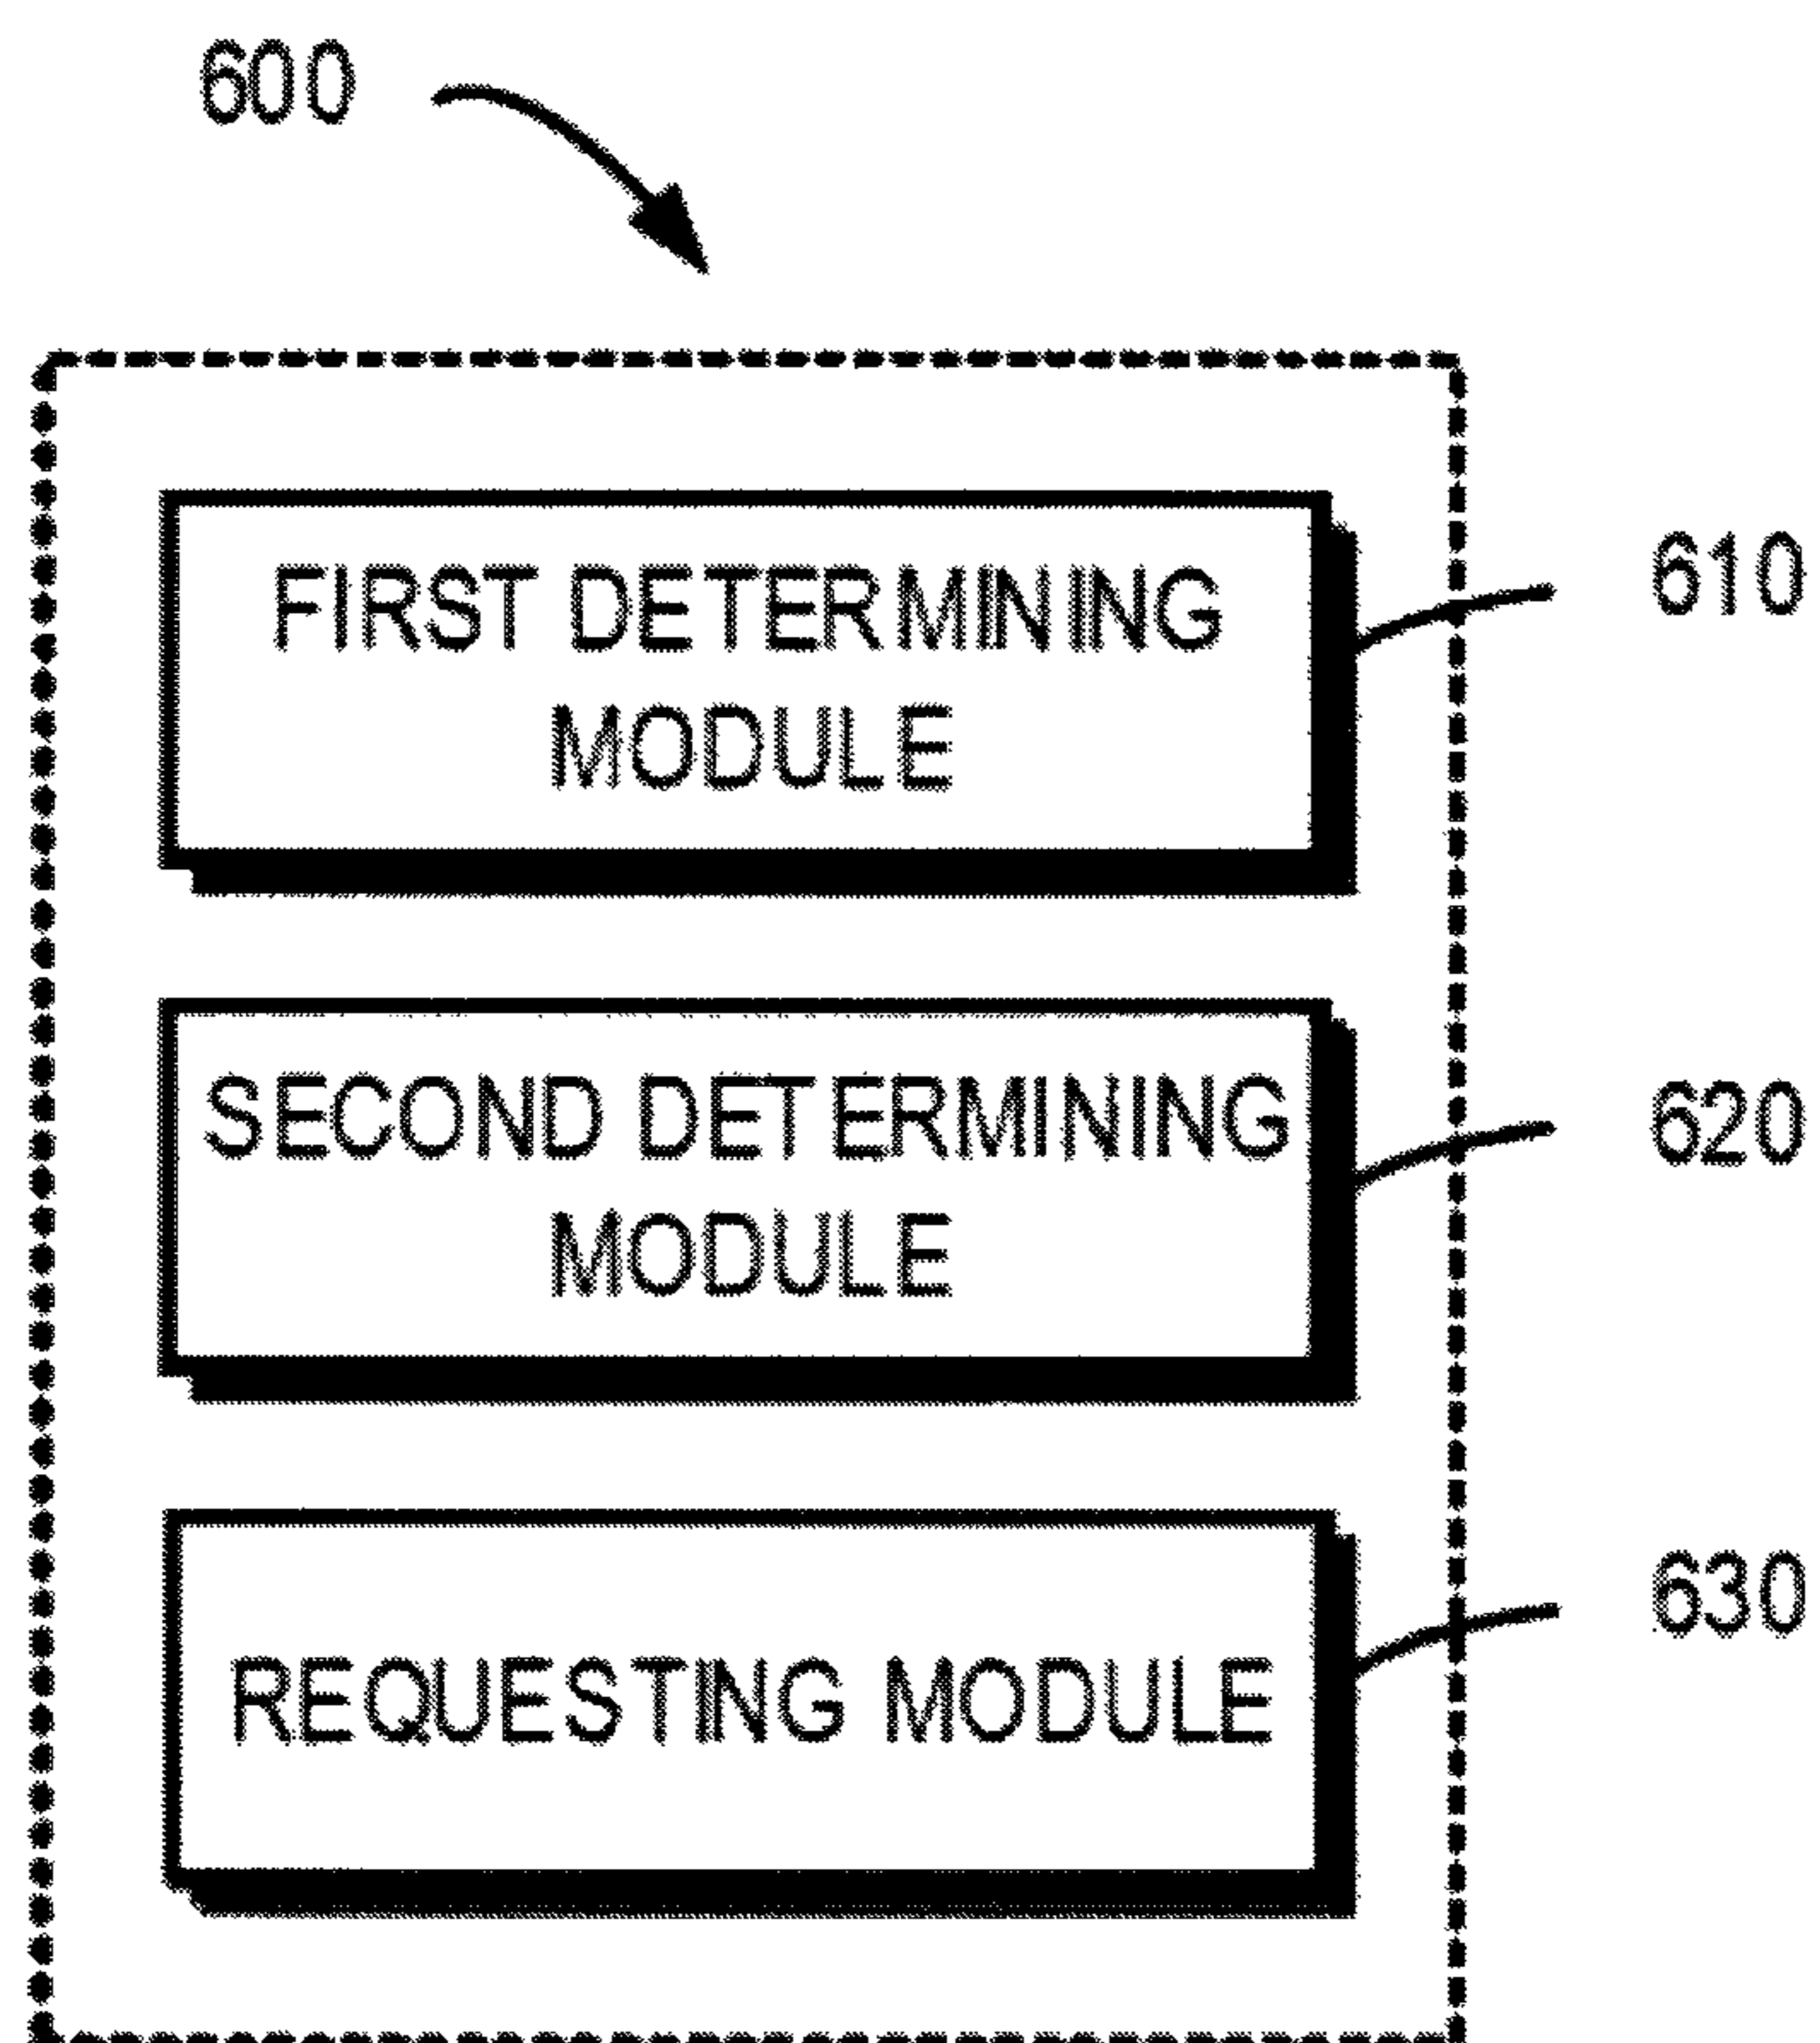 600
FIRST DETERMINING
MODULE
610
SECOND DETERMINING
MODULE
620
REQUESTING MODULE
630